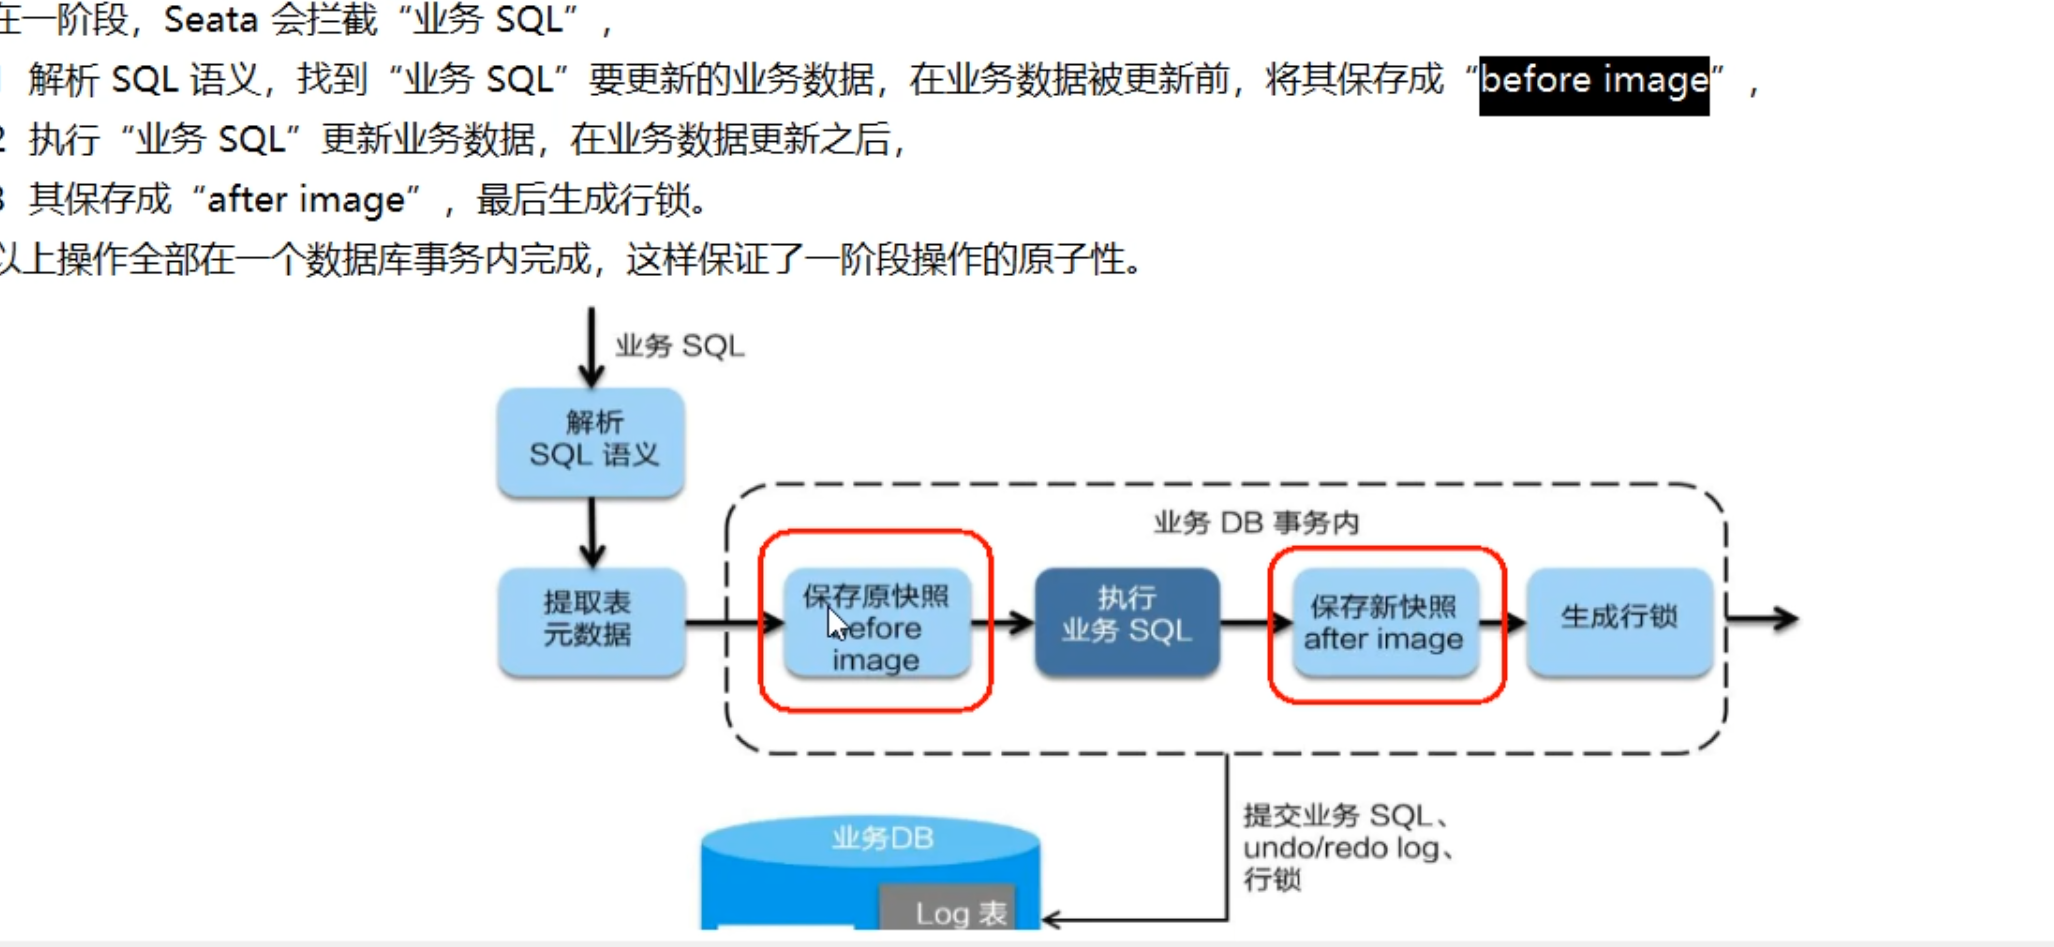 在一阶段，Seata 会拦截“业务 SQL”，
解析 SQL 语义，找到“业务 SQL”要更新的业务数据，在业务数据被更新前，将其保存成“before image”，
2 执行“业务 SQL”更新业务数据，在业务数据更新之后，
3 其保存成“after image”，最后生成行锁。
以上操作全部在一个数据库事务内完成，这样保证了一阶段操作的原子性。
业务 SQL
解析
SQL 语义
业务 DB 事务内
提取表
元数据
保存原快照
before
image
执行
业务 SQL
保存新快照
after image
生成行锁
提交业务 SQL、
undo/redo log、
行锁
业务DB
Log 表